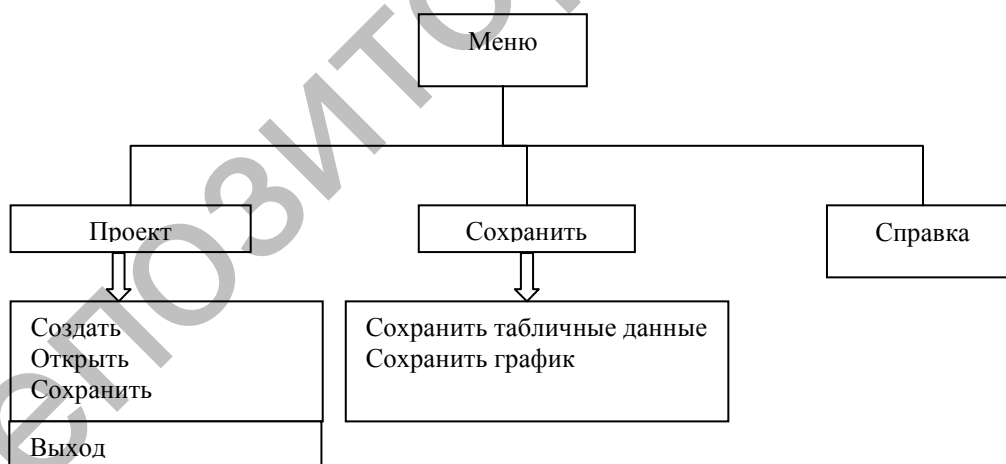 Меню
Проект
Сохранить
Справка
Создать
Открыть
Сохранить
Выход
Сохранить табличные данные
Сохранить график